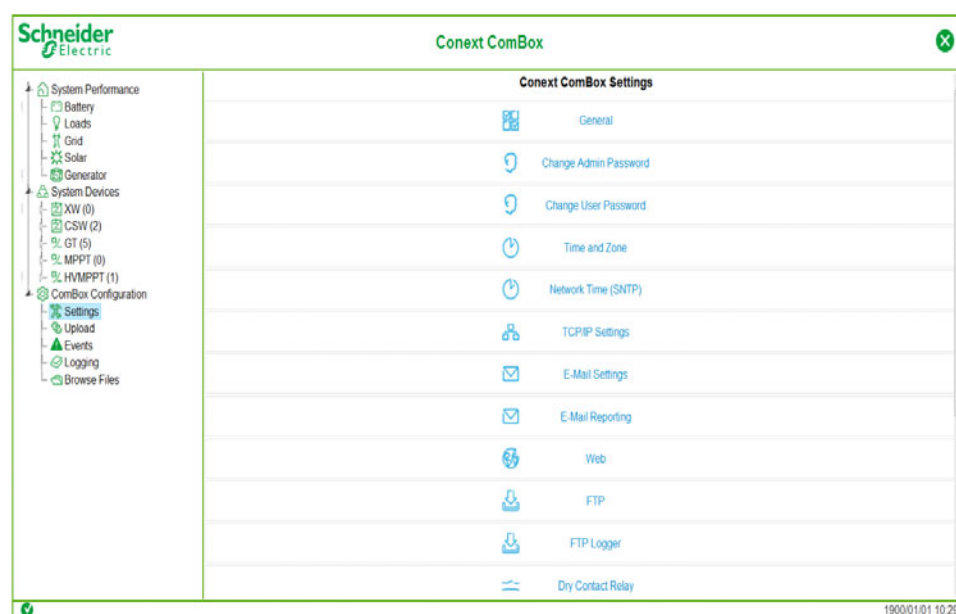 Schneider
Electric
Conext ComBox
System Performance
Battery
Loads
Grid
Solar
Generator
System Devices
XW (0)
CSW (2)
GT (5)
MPPT (0)
HVMPPT (1)
ComBox Configuration
Settings
Upload
Events
Logging
Browse Files
Conext ComBox Settings
General
Change Admin Password
Change User Password
Time and Zone
Network Time (SNTP)
TCP/IP Settings
E-Mail Settings
E-Mail Reporting
Web
FTP
FTP Logger
Dry Contact Relay
1900/01/01 10:29